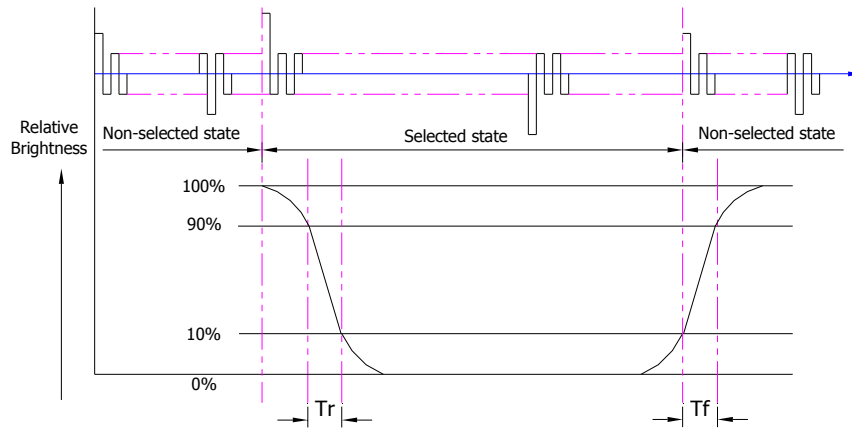 Relative
Brightness
Non-selected state
Selected state
Non-selected state
100%
90%
10%
0%
Tr
Tf